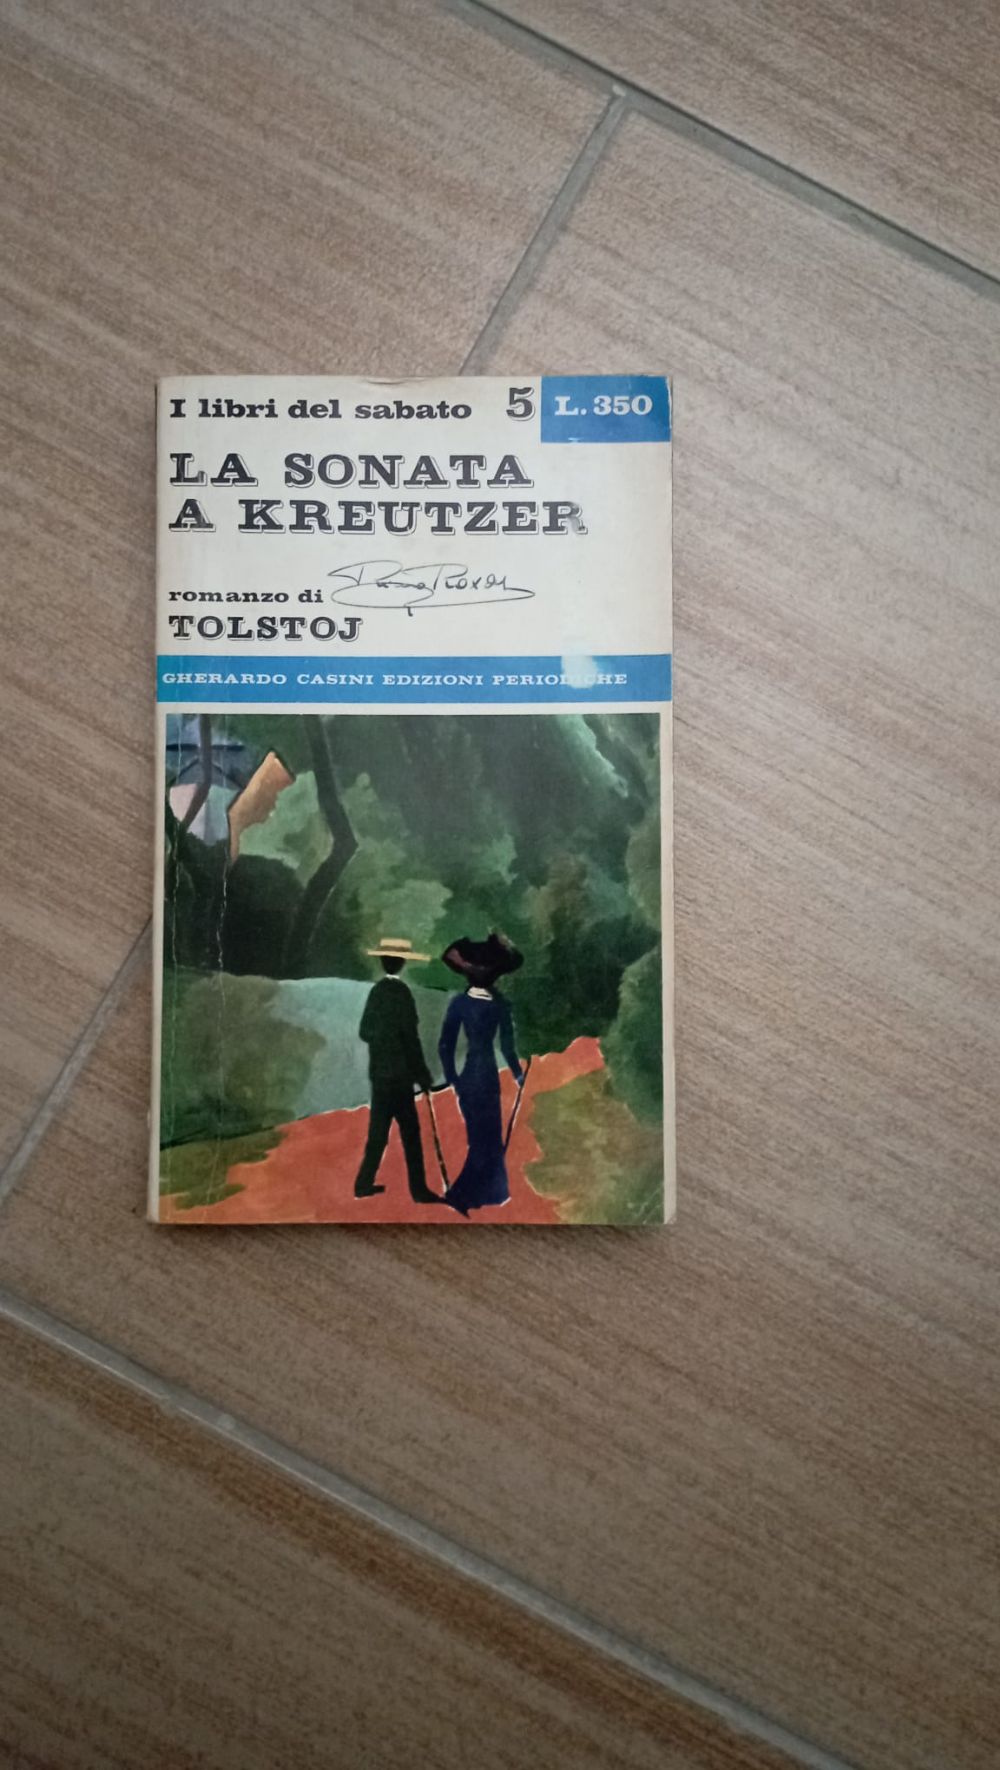 I libri del sabato 5 L. 350
LA SONATA
A KREUTZER
romanzo di
TOLSTOJ
GHERARDO CASINI EDIZIONI PERIODICHE